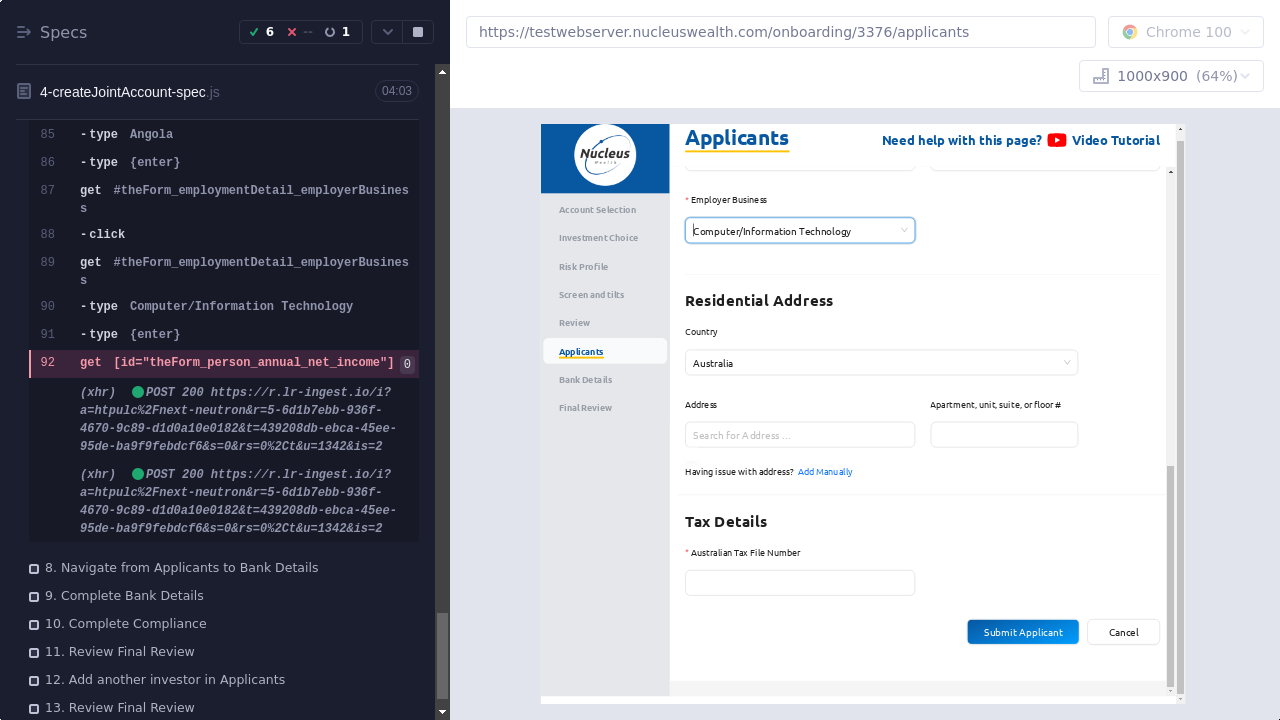 Specs
6
--
1
4-createJointAccount-spec.js
04:03
85 -type Angola
86 -type {enter}
87 get #theForm_employmentDetail_employerBusines
s
88 -click
89 get #theForm_employmentDetail_employerBusines
s
90 -type Computer/Information Technology
91 -type {enter}
92 get [id="theForm_person_annual_net_income"] 0
(xhr) POST 200 https://r.lr-ingest.io/i?
a=htpulc%2Fnext-neutron&r=5-6d1b7ebb-936f-
4670-9c89-d1d0a10e0182&t=439208db-ebca-45ee-
95de-ba9f9febdcf6&s=0&rs=0%2Ct&u=1342&is=2
(xhr) POST 200 https://r.lr-ingest.io/i?
a=htpulc%2Fnext-neutron&r=5-6d1b7ebb-936f-
4670-9c89-d1d0a10e0182&t=439208db-ebca-45ee-
95de-ba9f9febdcf6&s=0&rs=0%2Ct&u=1342&is=2
8. Navigate from Applicants to Bank Details
9. Complete Bank Details
10. Complete Compliance
11. Review Final Review
12. Add another investor in Applicants
13. Review Final Review
https://testwebserver.nucleuswealth.com/onboarding/3376/applicants
Chrome 100
1000x900 (64%)
Nucleus
Wealth
Account Selection
Investment Choice
Risk Profile
Screen and tilts
Review
Applicants
Bank Details
Final Review
Applicants
Need help with this page? Video Tutorial
* Employer Business
Computer/Information Technology
Residential Address
Country
Australia
Address
Apartment, unit, suite, or floor #
Search for Address ...
Having issue with address? Add Manually
Tax Details
* Australian Tax File Number
Submit Applicant
Cancel